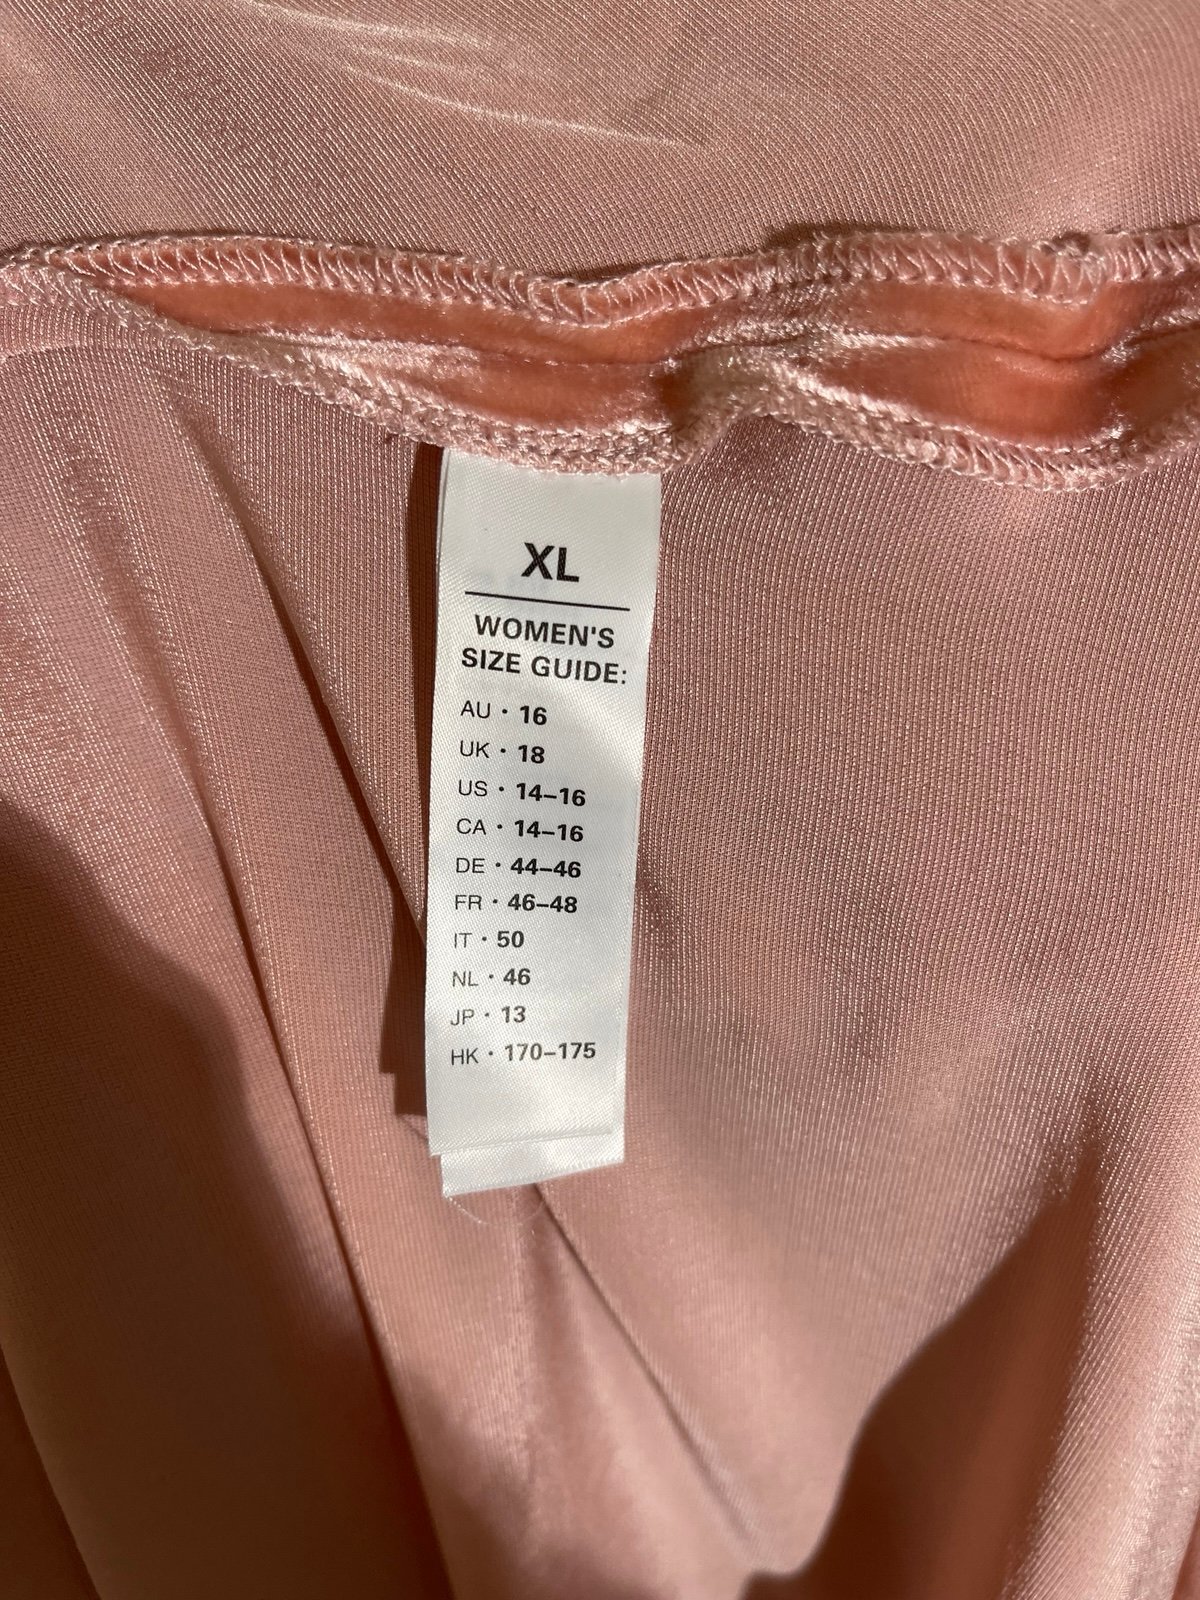 XL
WOMEN'S
SIZE GUIDE:
AU · 16
UK · 18
US · 14–16
CA · 14–16
DE · 44–46
FR · 46–48
IT · 50
NL · 46
JP · 13
HK · 170–175